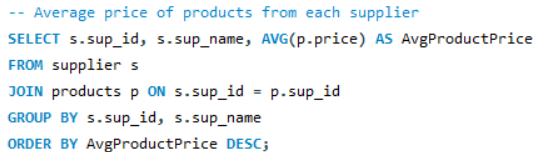 -- Average price of products from each supplier
SELECT s.sup_id, s.sup_name, AVG(p.price) AS AvgProductPrice
FROM supplier s
JOIN products p ON s.sup_id = p.sup_id
GROUP BY s.sup_id, s.sup_name
ORDER BY AvgProductPrice DESC;